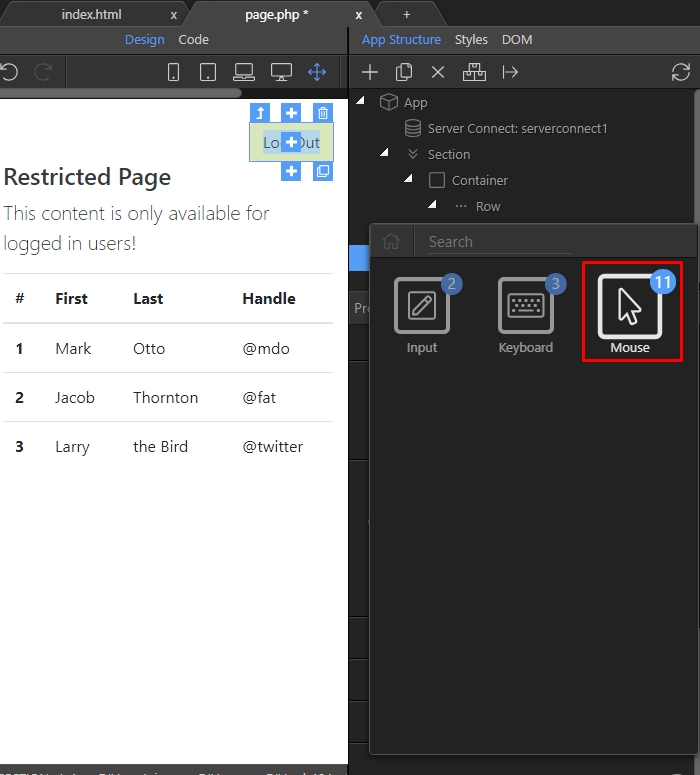 index.html x page.php * x +
Design Code
App Structure Styles DOM
App
Server Connect: serverconnect1
Section
Container
Row
Search
2 3 11
Input Keyboard Mouse
Log Out
Restricted Page
This content is only available for
logged in users!
# First Last Handle
1 Mark Otto @mdo
2 Jacob Thornton @fat
3 Larry the Bird @twitter